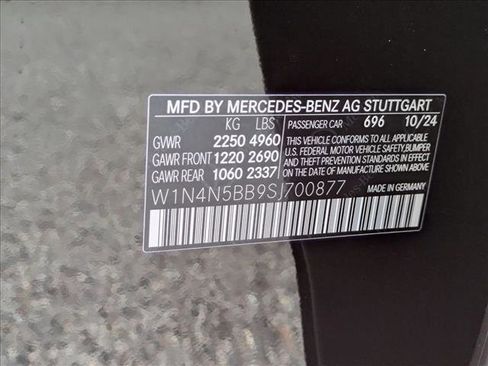 MFD BY MERCEDES-BENZ AG STUTTGART
KG LBS PASSENGER CAR 696 10/24
GVWR 2250 4960 THIS VEHICLE CONFORMS TO ALL APPLICABLE
GAWR FRONT 1220 2690 U.S. FEDERAL MOTOR VEHICLE SAFETY, BUMPER
GAWR REAR 1060 2337 AND THEFT PREVENTION STANDARDS IN EFFECT
ON THE DATE OF MANUFACTURE SHOWN ABOVE.
W1N4N5BB9SJ700877 MADE IN GERMANY